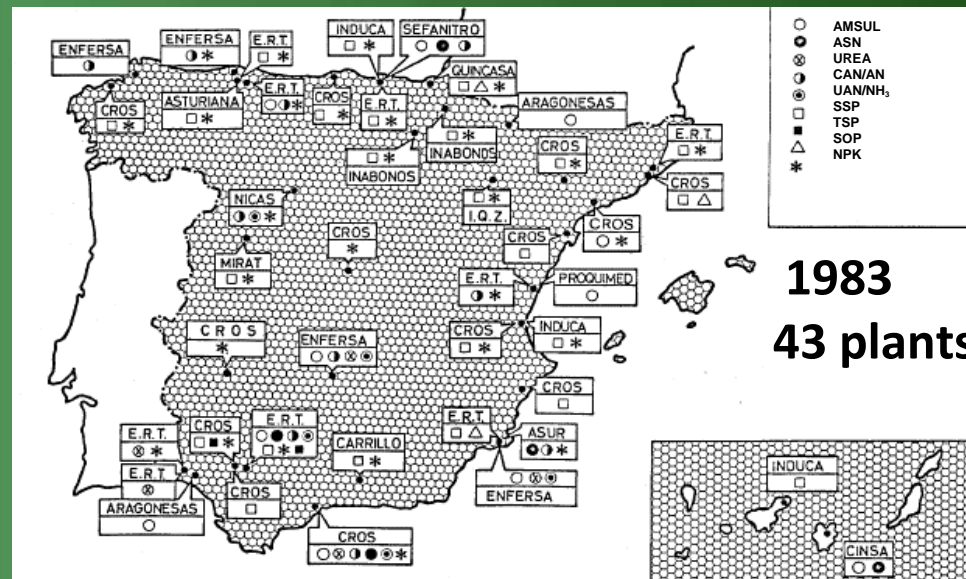 ENFERSA
ENFERSA
E.R.T.
INDUCA
SEFANITRO
CROS
ASTURIANA
E.R.T.
CROS
E.R.T.
QUINCASA
ARAGONESAS
INABONOS
INABONOS
CROS
E.R.T.
CROS
NICAS
I.Q.Z.
CROS
CROS
CROS
MIRAT
E.R.T.
PROQUIMED
CROS
ENFERSA
CROS
INDUCA
CROS
E.R.T.
CROS
E.R.T.
CARRILLO
E.R.T.
ASUR
E.R.T.
CROS
ENFERSA
ARAGONESAS
CROS
AMSUL
ASN
UREA
CAN/AN
UAN/NH₃
SSP
TSP
SOP
NPK
1983
43 plants
INDUCA
CINSA